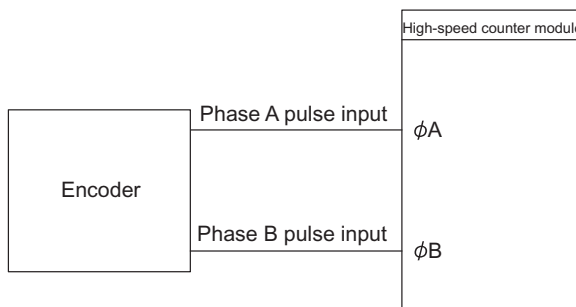 High-speed counter module
Phase A pulse input
ϕA
Encoder
Phase B pulse input
ϕB